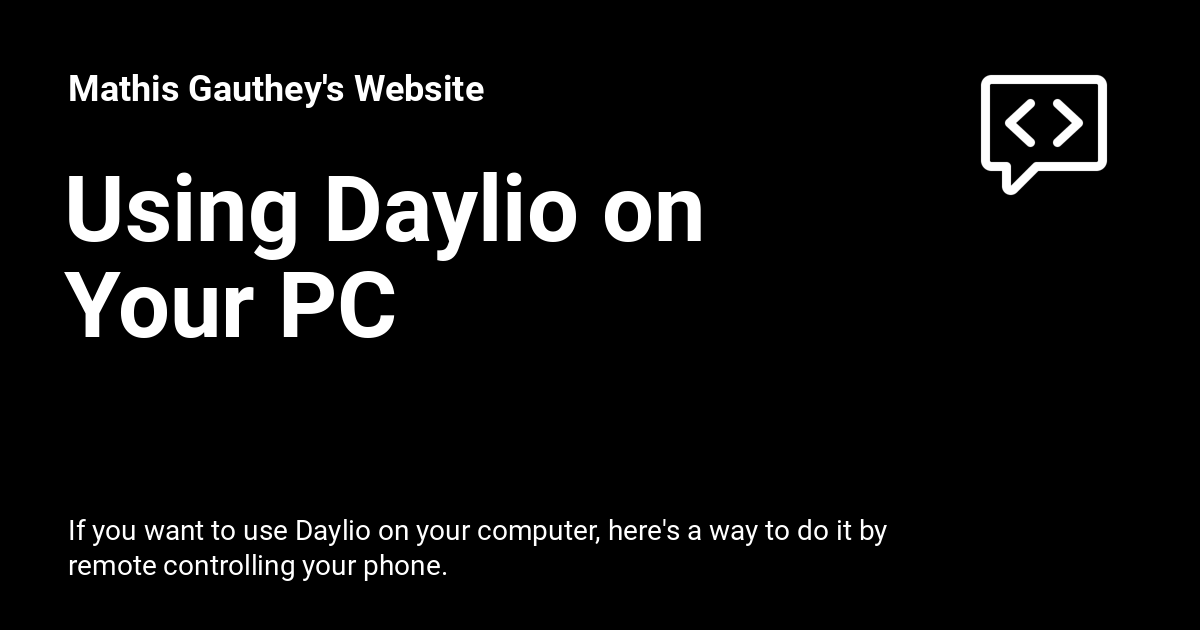 Mathis Gauthey's Website
Using Daylio on
Your PC
If you want to use Daylio on your computer, here's a way to do it by
remote controlling your phone.